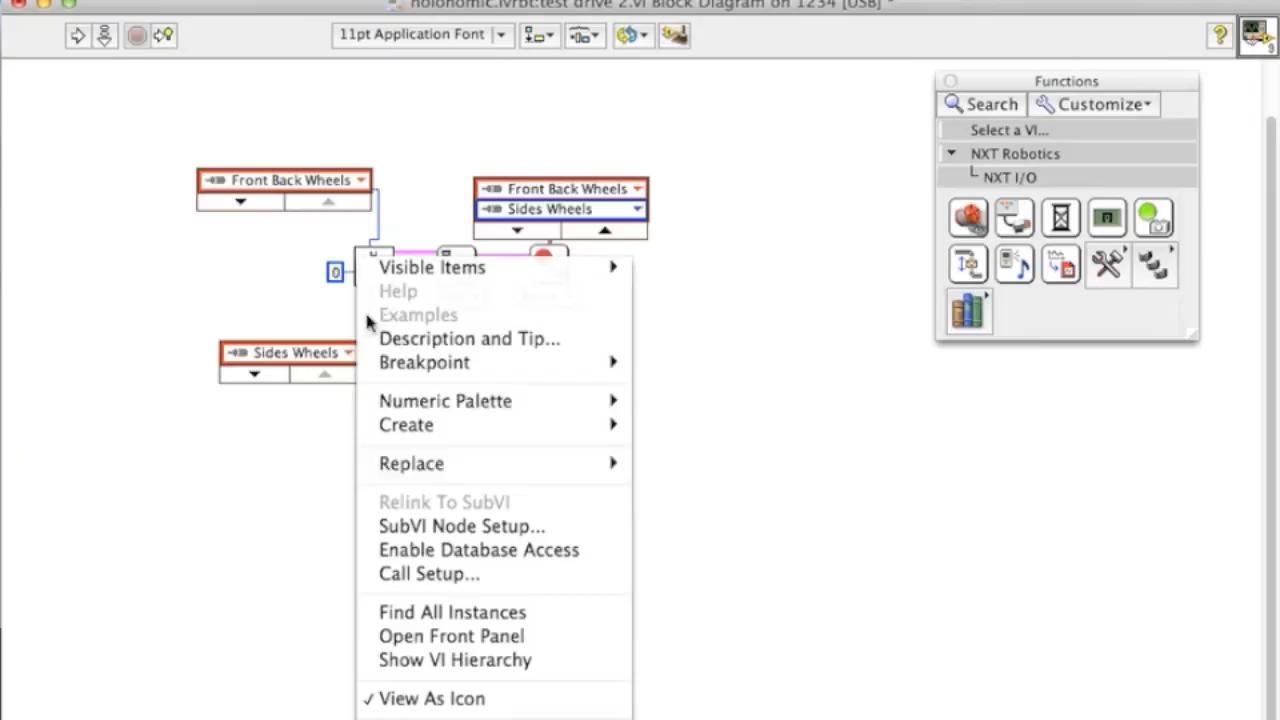 holonomic.lvrbt:test drive 2.vi Block Diagram on 1234 [USB] *
11pt Application Font
?
9
Functions
Search Customize
Select a VI...
NXT Robotics
NXT I/O
Front Back Wheels
Front Back Wheels
Sides Wheels
0
Sides Wheels
Visible Items
Help
Examples
Description and Tip...
Breakpoint
Numeric Palette
Create
Replace
Relink To SubVI
SubVI Node Setup...
Enable Database Access
Call Setup...
Find All Instances
Open Front Panel
Show VI Hierarchy
✓ View As Icon